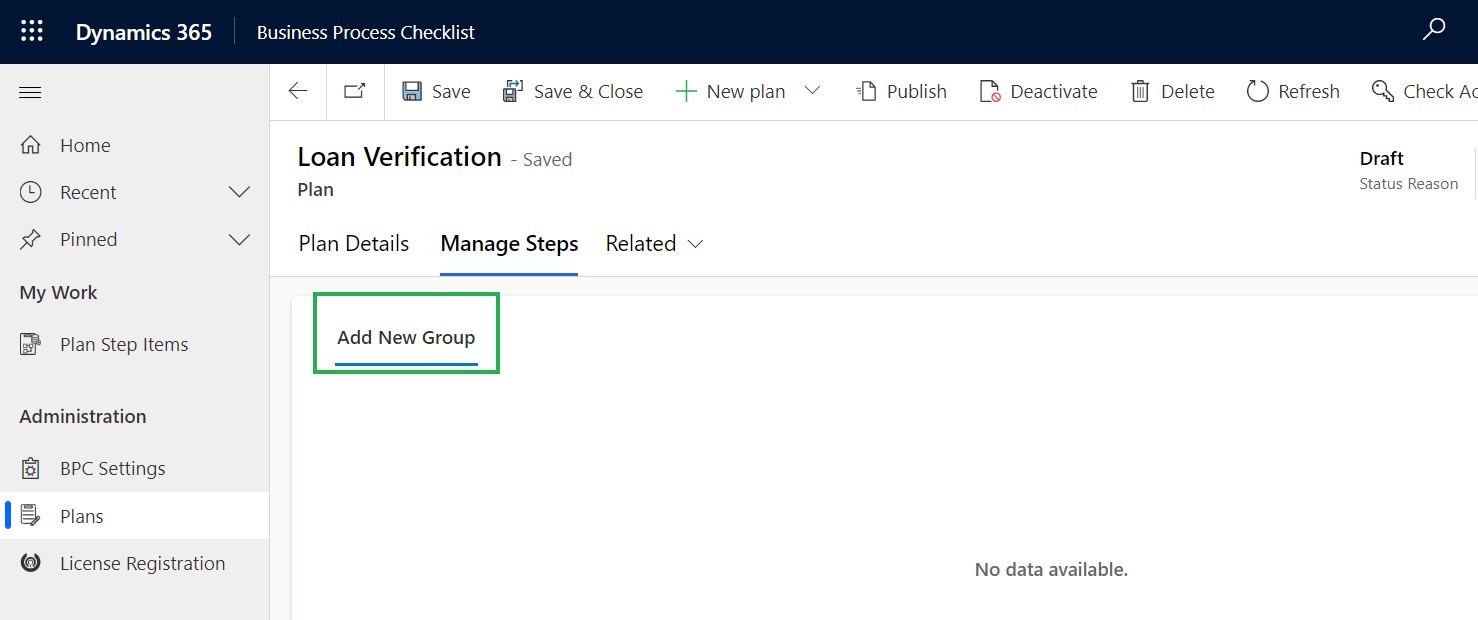 Dynamics 365 Business Process Checklist
Save Save & Close New plan Publish Deactivate Delete Refresh Check Ac
Home
Recent
Pinned
My Work
Plan Step Items
Administration
BPC Settings
Plans
License Registration
Loan Verification - Saved
Plan
Draft
Status Reason
Plan Details Manage Steps Related
Add New Group
No data available.